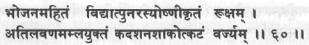 भोजनमहितं विद्यात्पुनरस्योष्णीकृतं रूक्षम् ।
अतिलवणमम्लयुक्तं कदशनशाकोत्कटं वर्ज्यम् ॥ ६० ॥